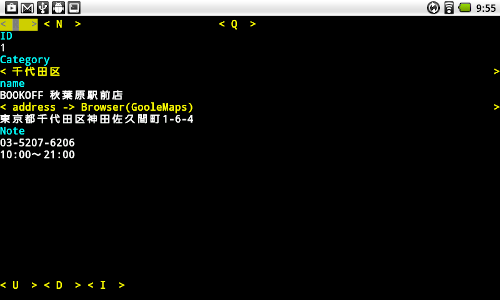 9:55
< > < N > < Q >
ID
1
Category
< 千代田区 >
name
BOOKOFF 秋葉原駅前店
< address -> Browser(GooleMaps) >
東京都千代田区神田佐久間町1-6-4
Note
03-5207-6206
10:00～21:00
< U > < D > < I >